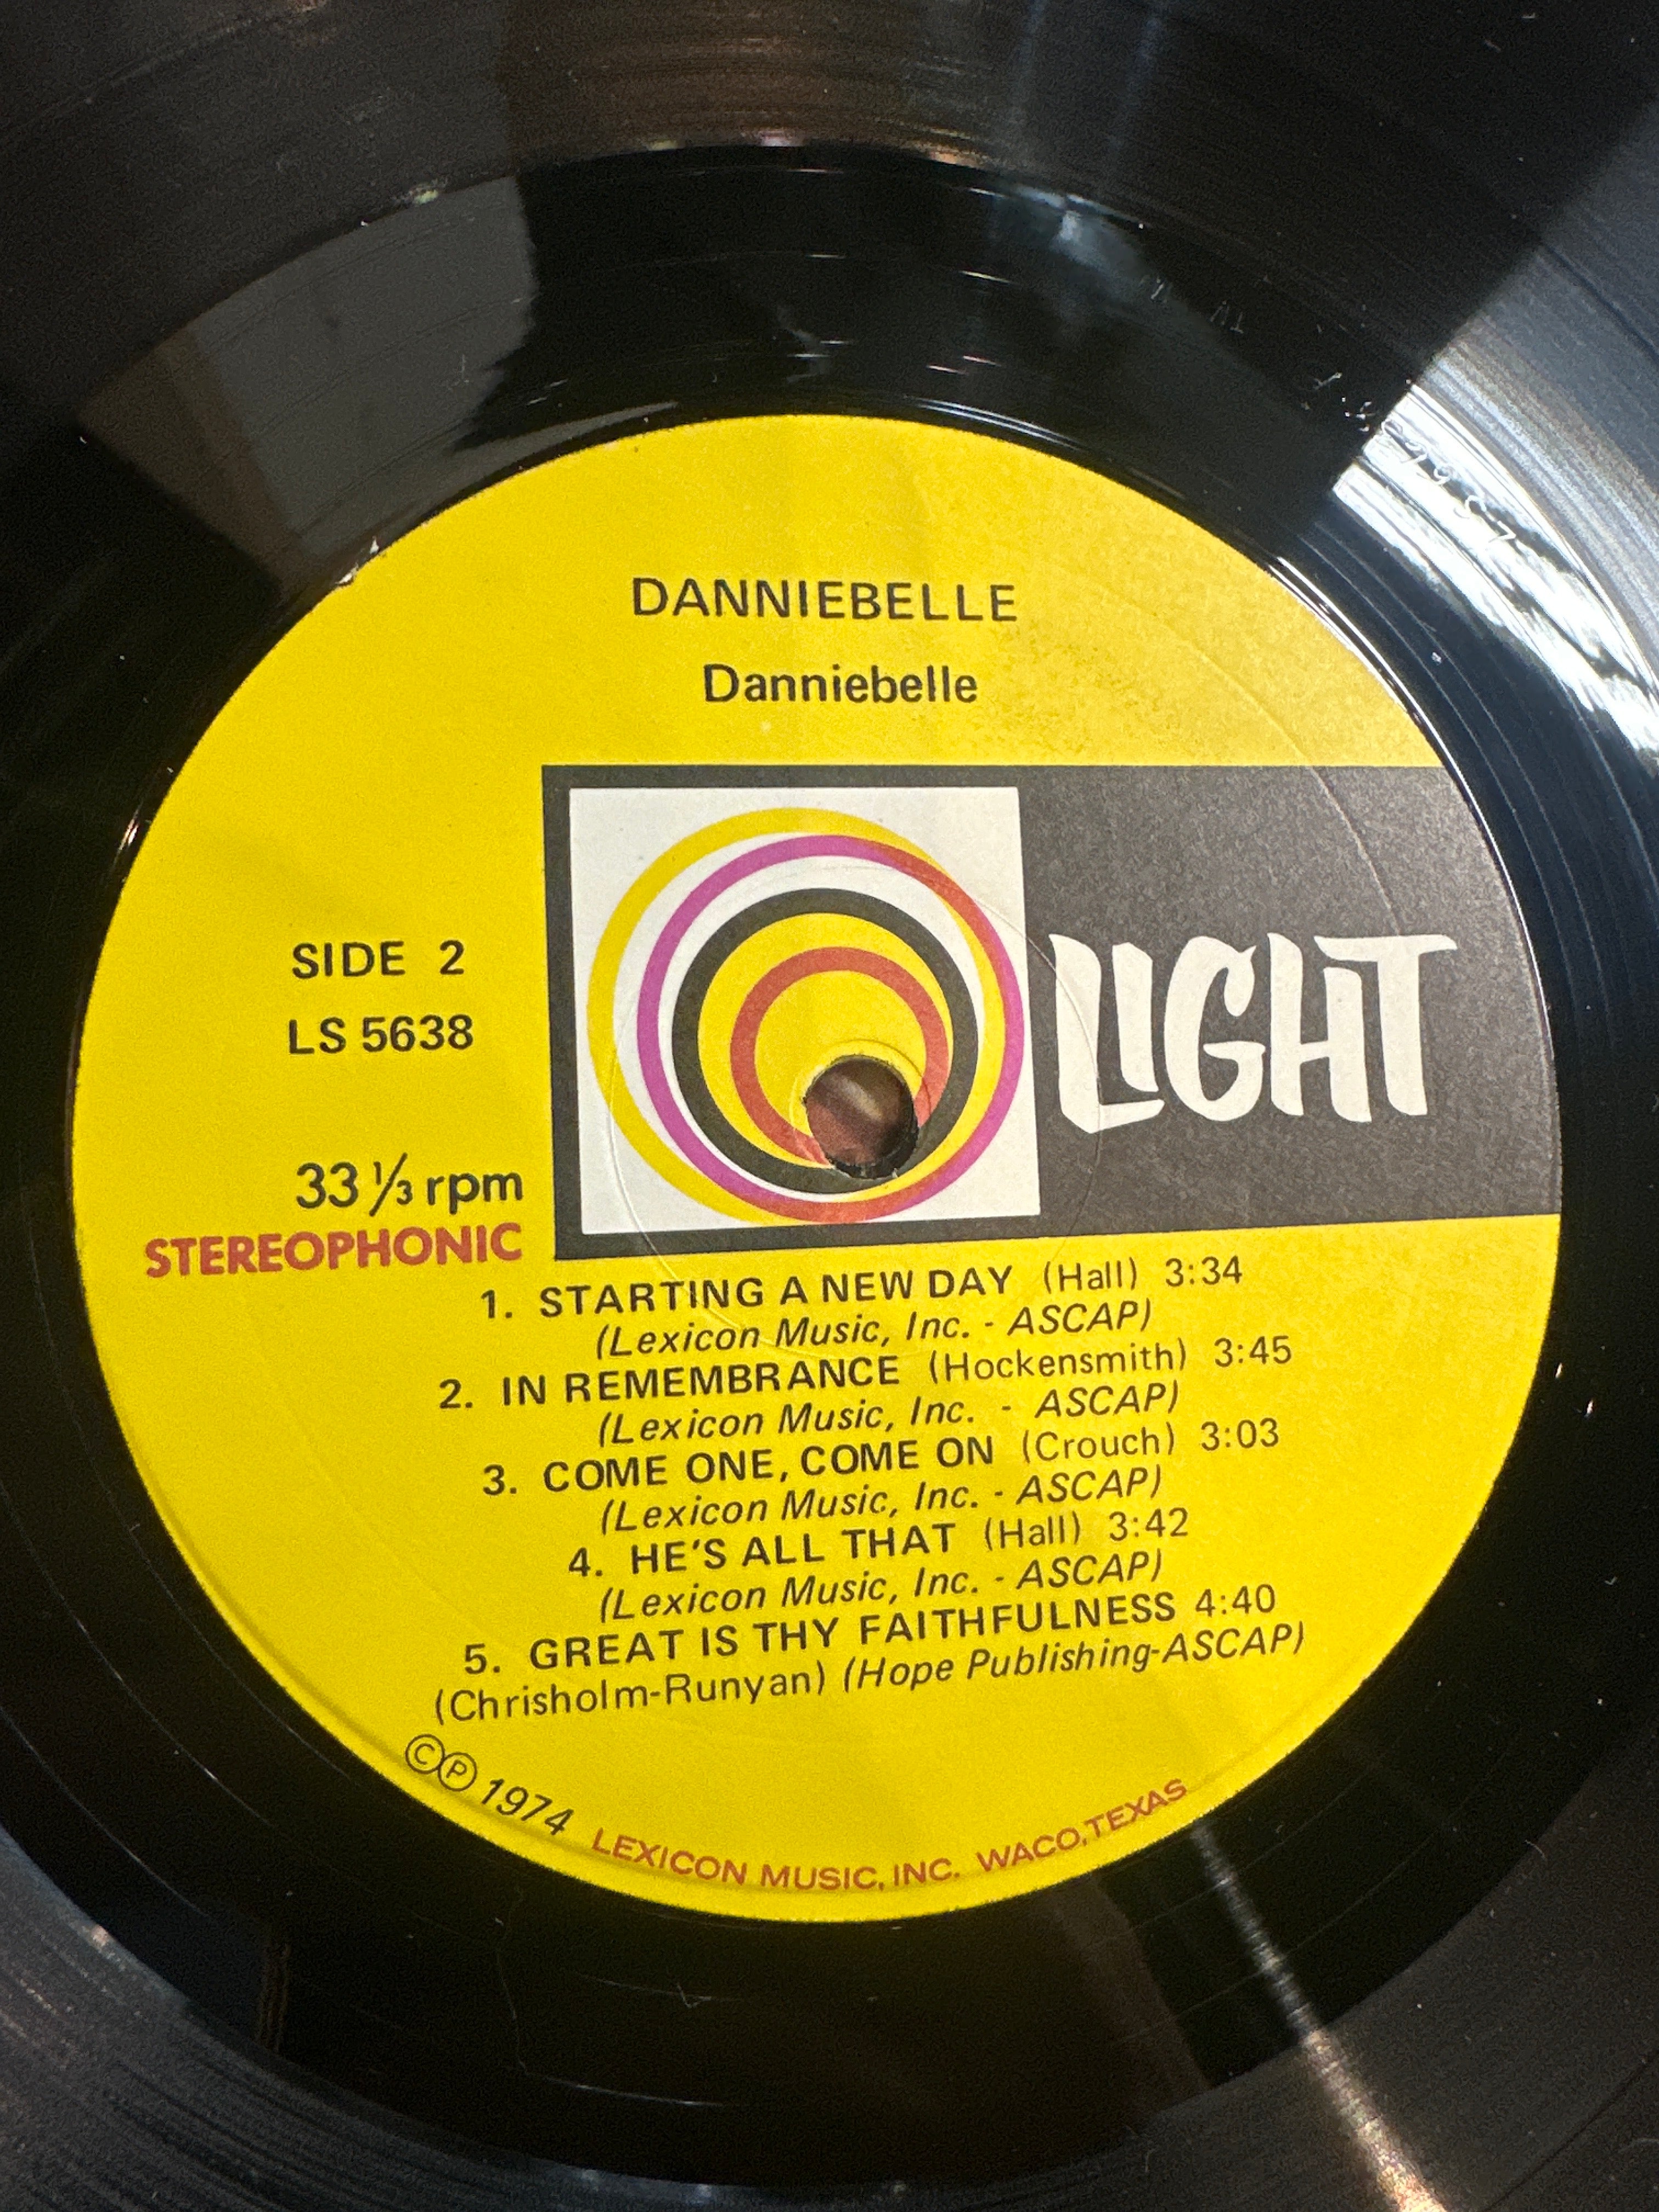 DANNIEBELLE
Danniebelle
SIDE 2
LS 5638
LIGHT
33 1/3 rpm
STEREOPHONIC
1. STARTING A NEW DAY (Hall) 3:34
(Lexicon Music, Inc. - ASCAP)
2. IN REMEMBRANCE (Hockensmith) 3:45
(Lexicon Music, Inc. - ASCAP)
3. COME ONE, COME ON (Crouch) 3:03
(Lexicon Music, Inc. - ASCAP)
4. HE'S ALL THAT (Hall) 3:42
(Lexicon Music, Inc. - ASCAP)
5. GREAT IS THY FAITHFULNESS 4:40
(Chrisholm-Runyan) (Hope Publishing-ASCAP)
©℗ 1974 LEXICON MUSIC, INC. WACO, TEXAS